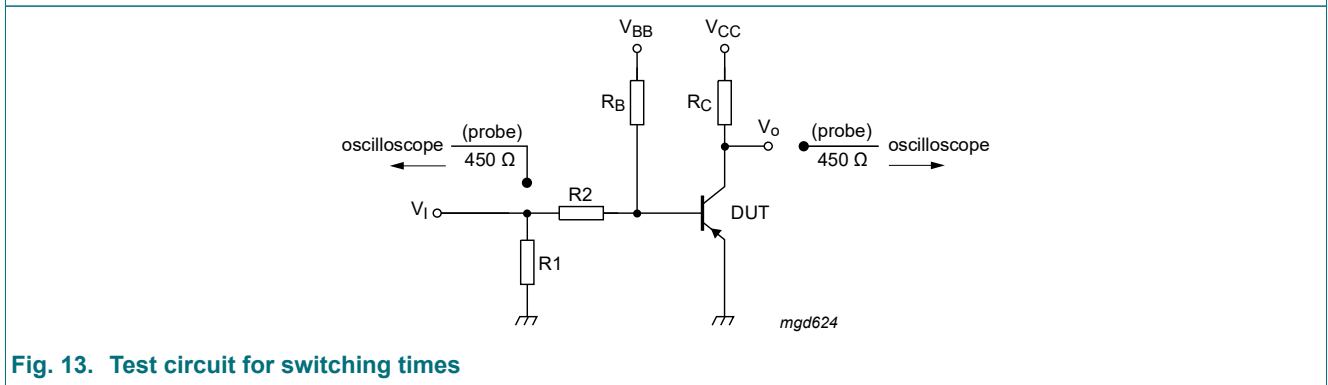 VBB
VCC
RB
RC
Vo
(probe)
450 Ω
oscilloscope
(probe)
450 Ω
oscilloscope
R2
VI
DUT
R1
mgd624
Fig. 13. Test circuit for switching times